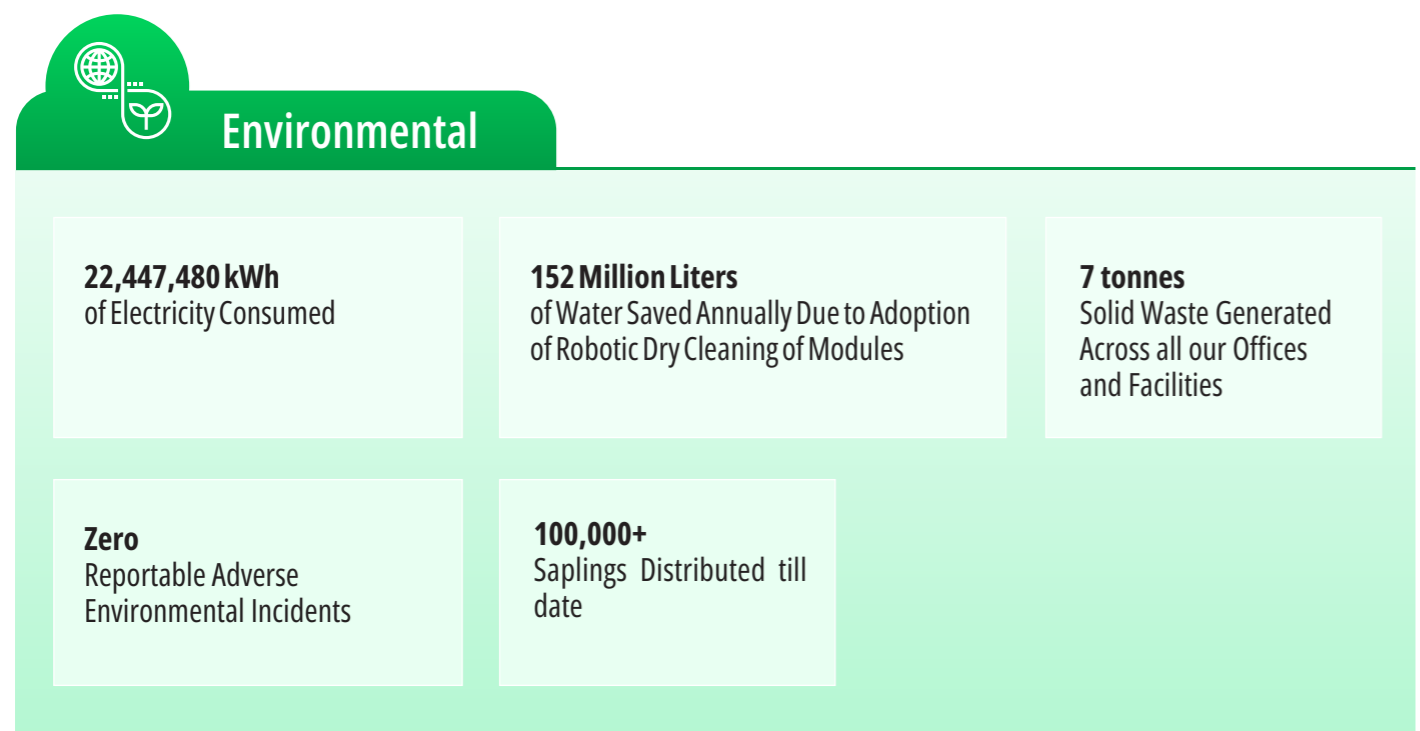 Environmental
22,447,480 kWh
of Electricity Consumed
152 Million Liters
of Water Saved Annually Due to Adoption
of Robotic Dry Cleaning of Modules
7 tonnes
Solid Waste Generated
Across all our Offices
and Facilities
Zero
Reportable Adverse
Environmental Incidents
100,000+
Saplings Distributed till
date